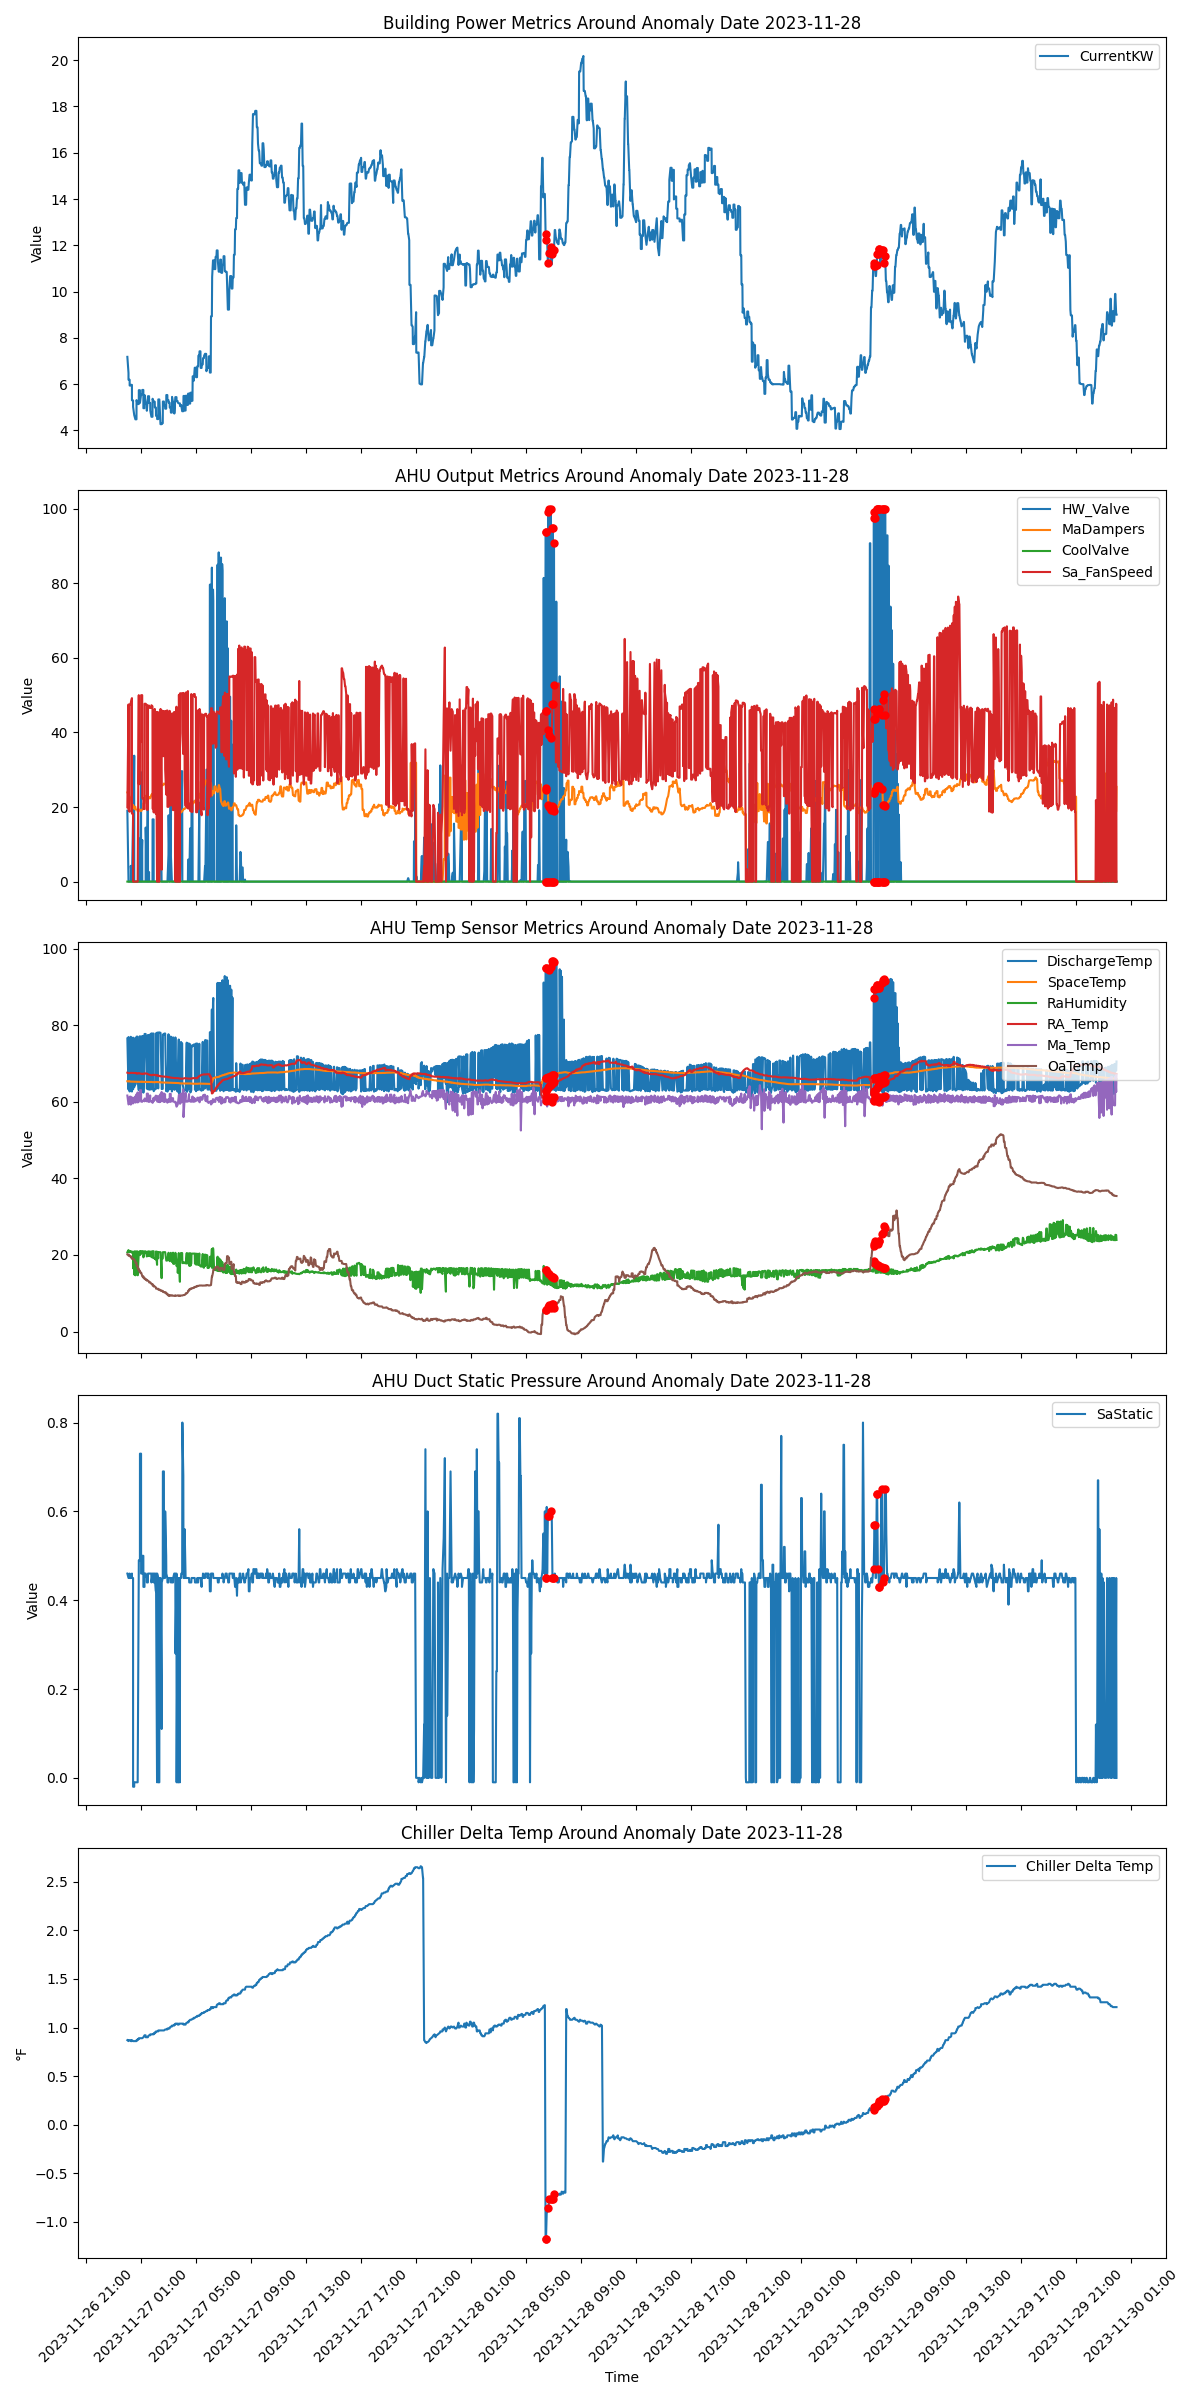 Building Power Metrics Around Anomaly Date 2023-11-28
CurrentKW
20
18
16
14
12
10
8
6
4
Value
AHU Output Metrics Around Anomaly Date 2023-11-28
HW_Valve
MaDampers
CoolValve
Sa_FanSpeed
100
80
60
40
20
0
Value
AHU Temp Sensor Metrics Around Anomaly Date 2023-11-28
DischargeTemp
SpaceTemp
RaHumidity
RA_Temp
Ma_Temp
OaTemp
100
80
60
40
20
0
Value
AHU Duct Static Pressure Around Anomaly Date 2023-11-28
SaStatic
0.8
0.6
0.4
0.2
0.0
Value
Chiller Delta Temp Around Anomaly Date 2023-11-28
Chiller Delta Temp
2.5
2.0
1.5
1.0
0.5
0.0
−0.5
−1.0
°F
2023-11-26 21:00
2023-11-27 01:00
2023-11-27 05:00
2023-11-27 09:00
2023-11-27 13:00
2023-11-27 17:00
2023-11-27 21:00
2023-11-28 01:00
2023-11-28 05:00
2023-11-28 09:00
2023-11-28 13:00
2023-11-28 17:00
2023-11-28 21:00
2023-11-29 01:00
2023-11-29 05:00
2023-11-29 09:00
2023-11-29 13:00
2023-11-29 17:00
2023-11-29 21:00
2023-11-30 01:00
Time